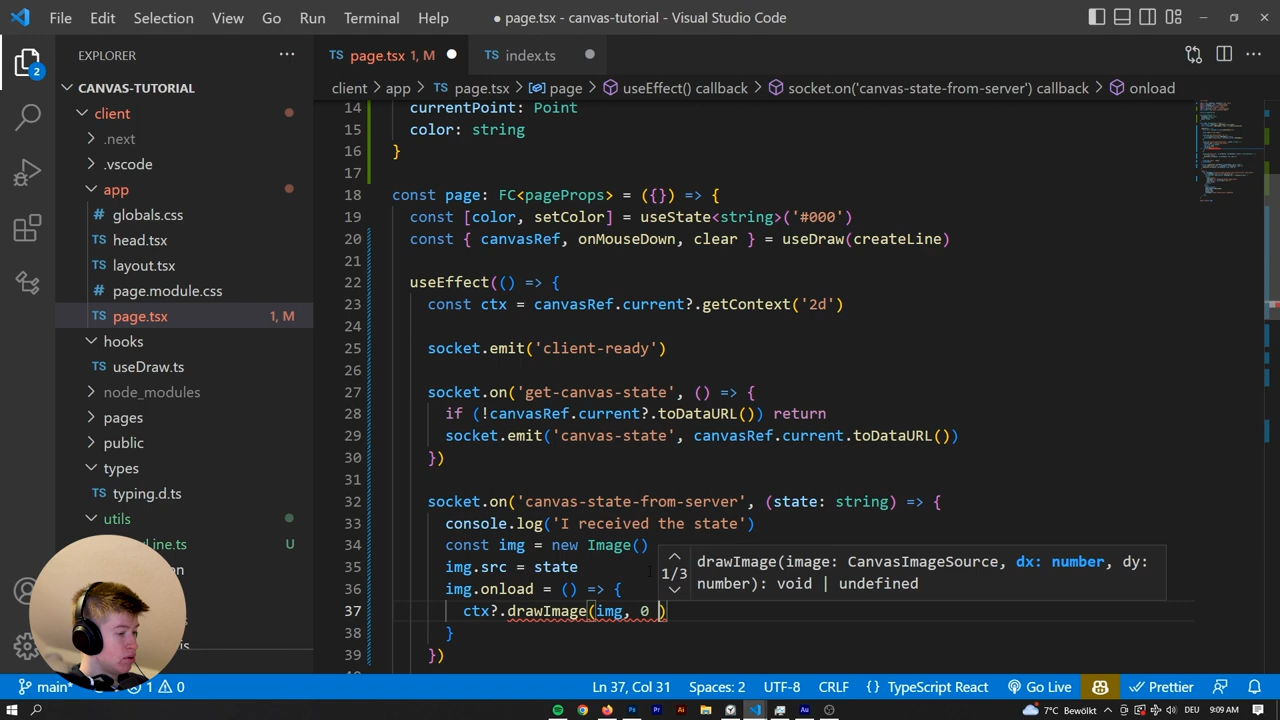 File Edit Selection View Go Run Terminal Help
● page.tsx - canvas-tutorial - Visual Studio Code
EXPLORER
CANVAS-TUTORIAL
client
.next
.vscode
app
globals.css
head.tsx
layout.tsx
page.module.css
page.tsx 1, M
hooks
useDraw.ts
node_modules
pages
public
types
typing.d.ts
utils
Line.ts U
2
TS page.tsx 1, M
TS index.ts
client > app > TS page.tsx > page > useEffect() callback > socket.on('canvas-state-from-server') callback > onload
14 currentPoint: Point
15 color: string
16 }
17
18 const page: FC<pageProps> = ({}) => {
19 const [color, setColor] = useState<string>('#000')
20 const { canvasRef, onMouseDown, clear } = useDraw(createLine)
21
22 useEffect(() => {
23 const ctx = canvasRef.current?.getContext('2d')
24
25 socket.emit('client-ready')
26
27 socket.on('get-canvas-state', () => {
28 if (!canvasRef.current?.toDataURL()) return
29 socket.emit('canvas-state', canvasRef.current.toDataURL())
30 })
31
32 socket.on('canvas-state-from-server', (state: string) => {
33 console.log('I received the state')
34 const img = new Image()
35 img.src = state
36 img.onload = () => {
37 ctx?.drawImage(img, 0 )
38 }
39 })
1/3
drawImage(image: CanvasImageSource, dx: number, dy:
number): void | undefined
main* 1 0
Ln 37, Col 31 Spaces: 2 UTF-8 CRLF {} TypeScript React Go Live Prettier
7°C Bewölkt DEU 9:09 AM